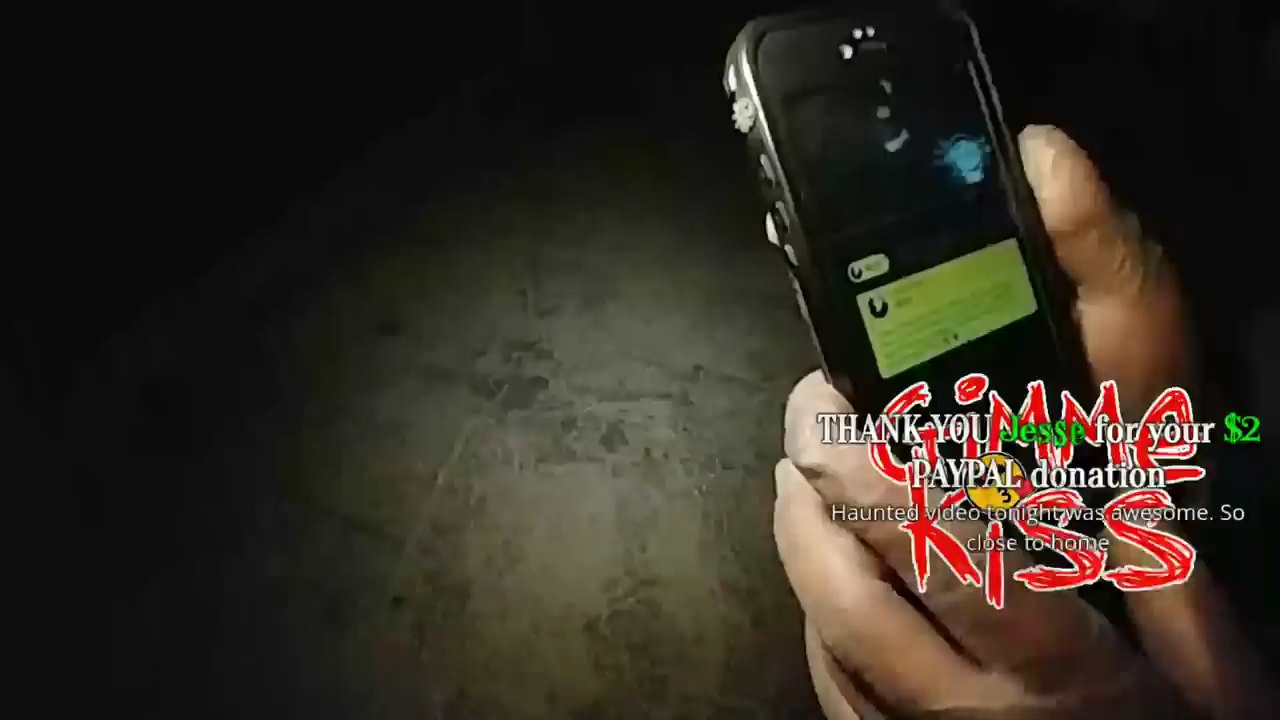 GiMMe
THANK YOU Jesse for your $2
PAYPAL donation
Haunted video tonight was awesome. So
close to home
KiSS